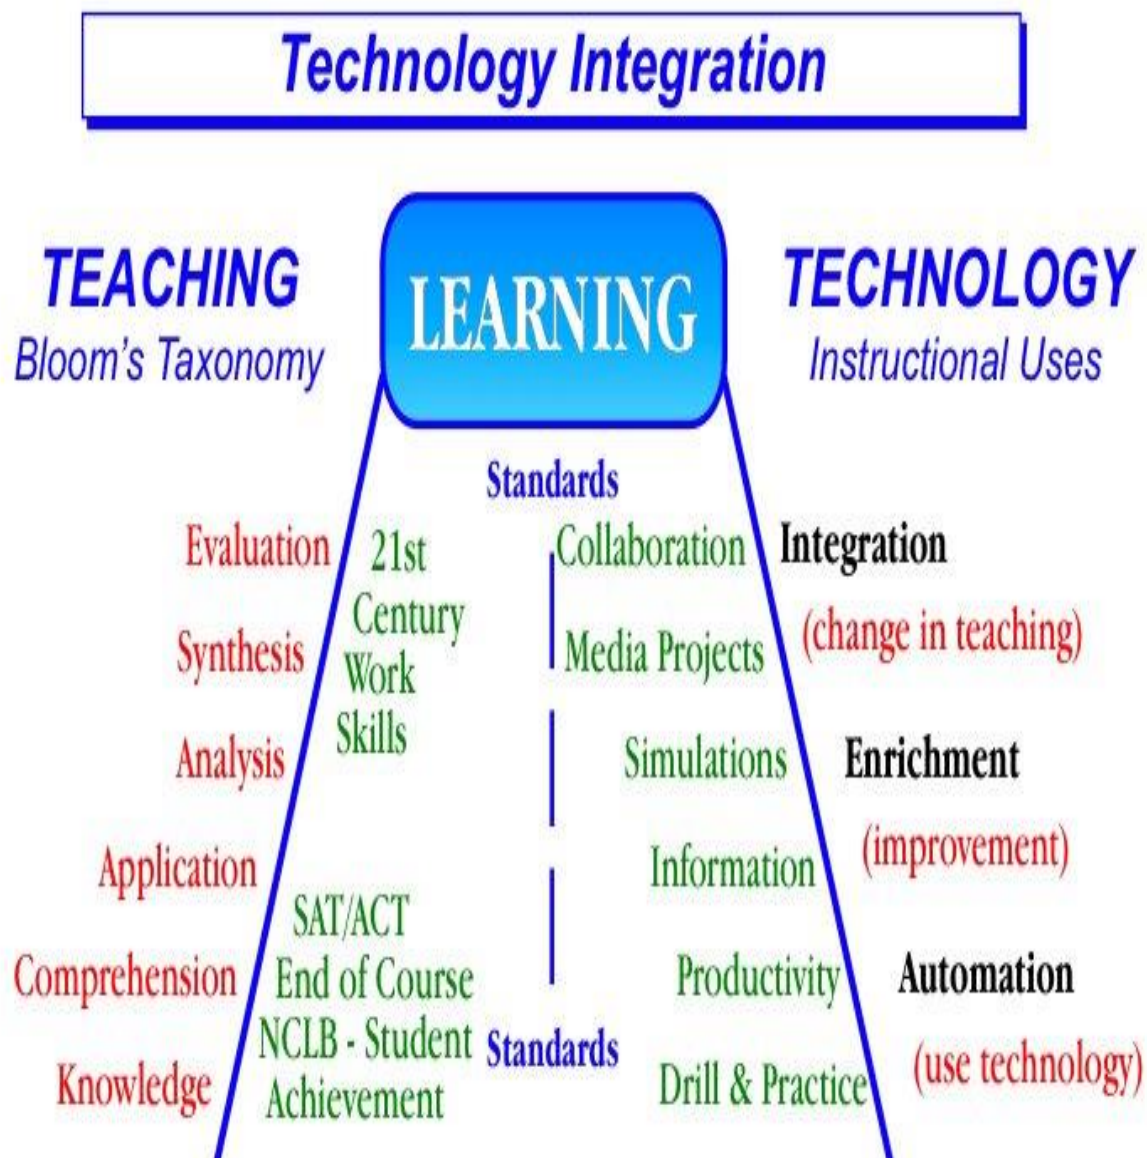 Technology Integration
TEACHING
Bloom's Taxonomy
LEARNING
TECHNOLOGY
Instructional Uses
Standards
Evaluation
Synthesis
Analysis
Application
Comprehension
Knowledge
21st
Century
Work
Skills
SAT/ACT
End of Course
NCLB - Student
Achievement
Standards
Collaboration
Media Projects
Simulations
Information
Productivity
Drill & Practice
Integration
(change in teaching)
Enrichment
(improvement)
Automation
(use technology)